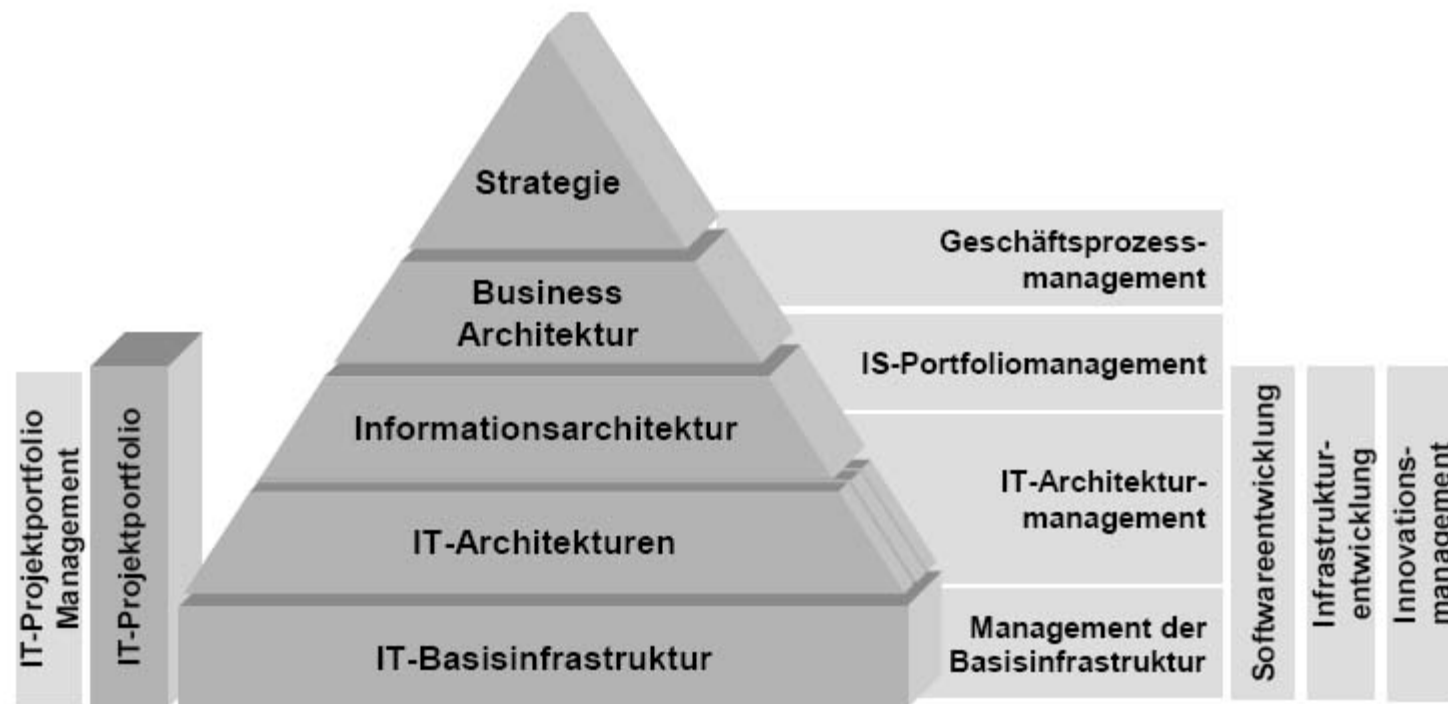 Strategie
Business
Architektur
Informationsarchitektur
IT-Architekturen
IT-Basisinfrastruktur
IT-Projektportfolio
Management
IT-Projektportfolio
Geschäftsprozess-
management
IS-Portfoliomanagement
IT-Architektur-
management
Management der
Basisinfrastruktur
Softwareentwicklung
Infrastruktur-
entwicklung
Innovations-
management